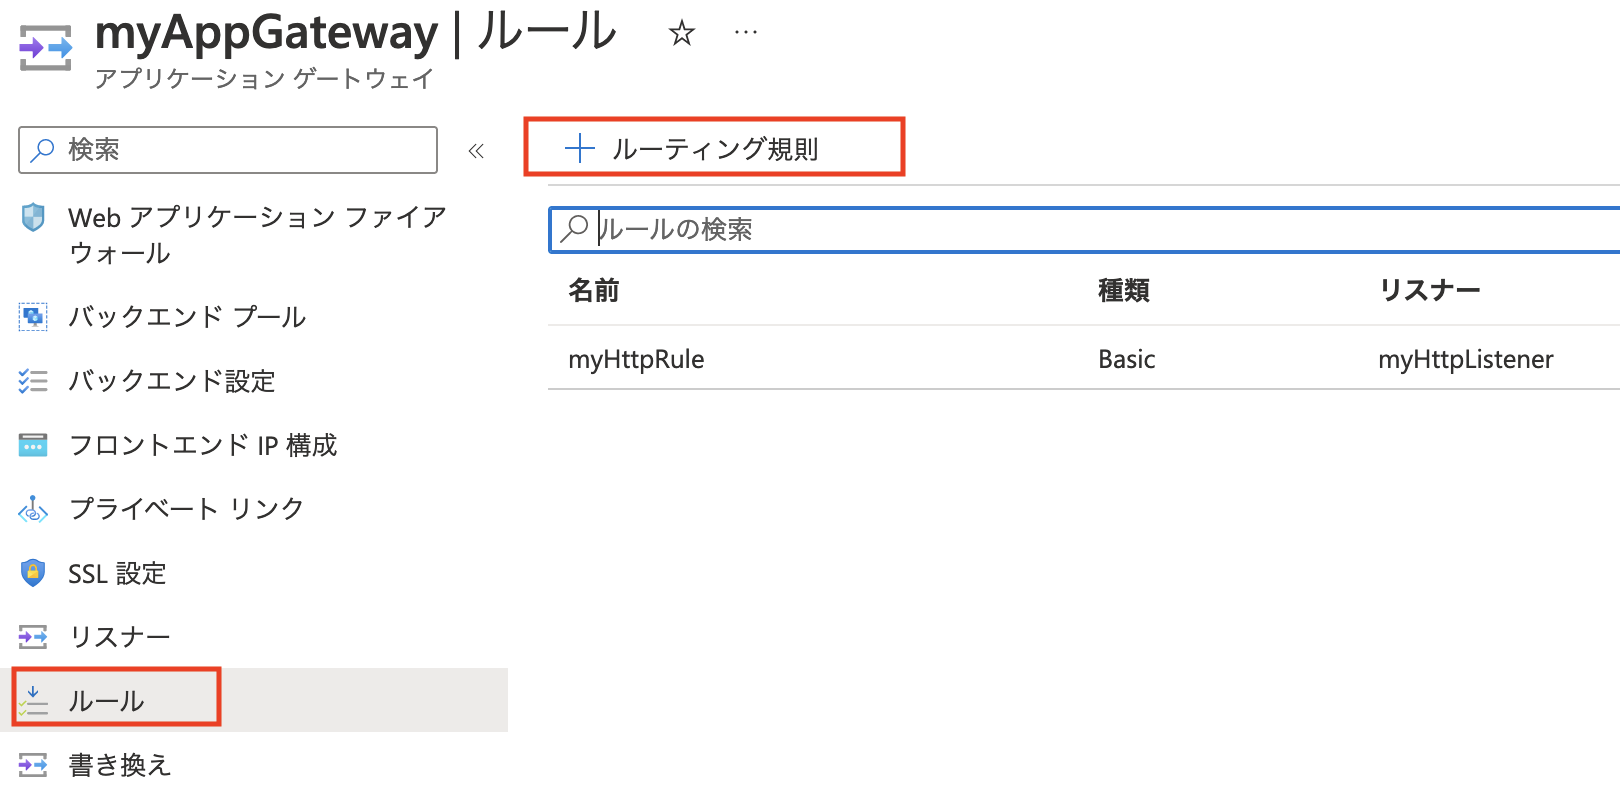 myAppGateway | ルール ☆ …
アプリケーション ゲートウェイ
検索 «
Web アプリケーション ファイア
ウォール
バックエンド プール
バックエンド設定
フロントエンド IP 構成
プライベート リンク
SSL 設定
リスナー
ルール
書き換え
＋ ルーティング規則
ルールの検索
名前 種類 リスナー
myHttpRule Basic myHttpListener